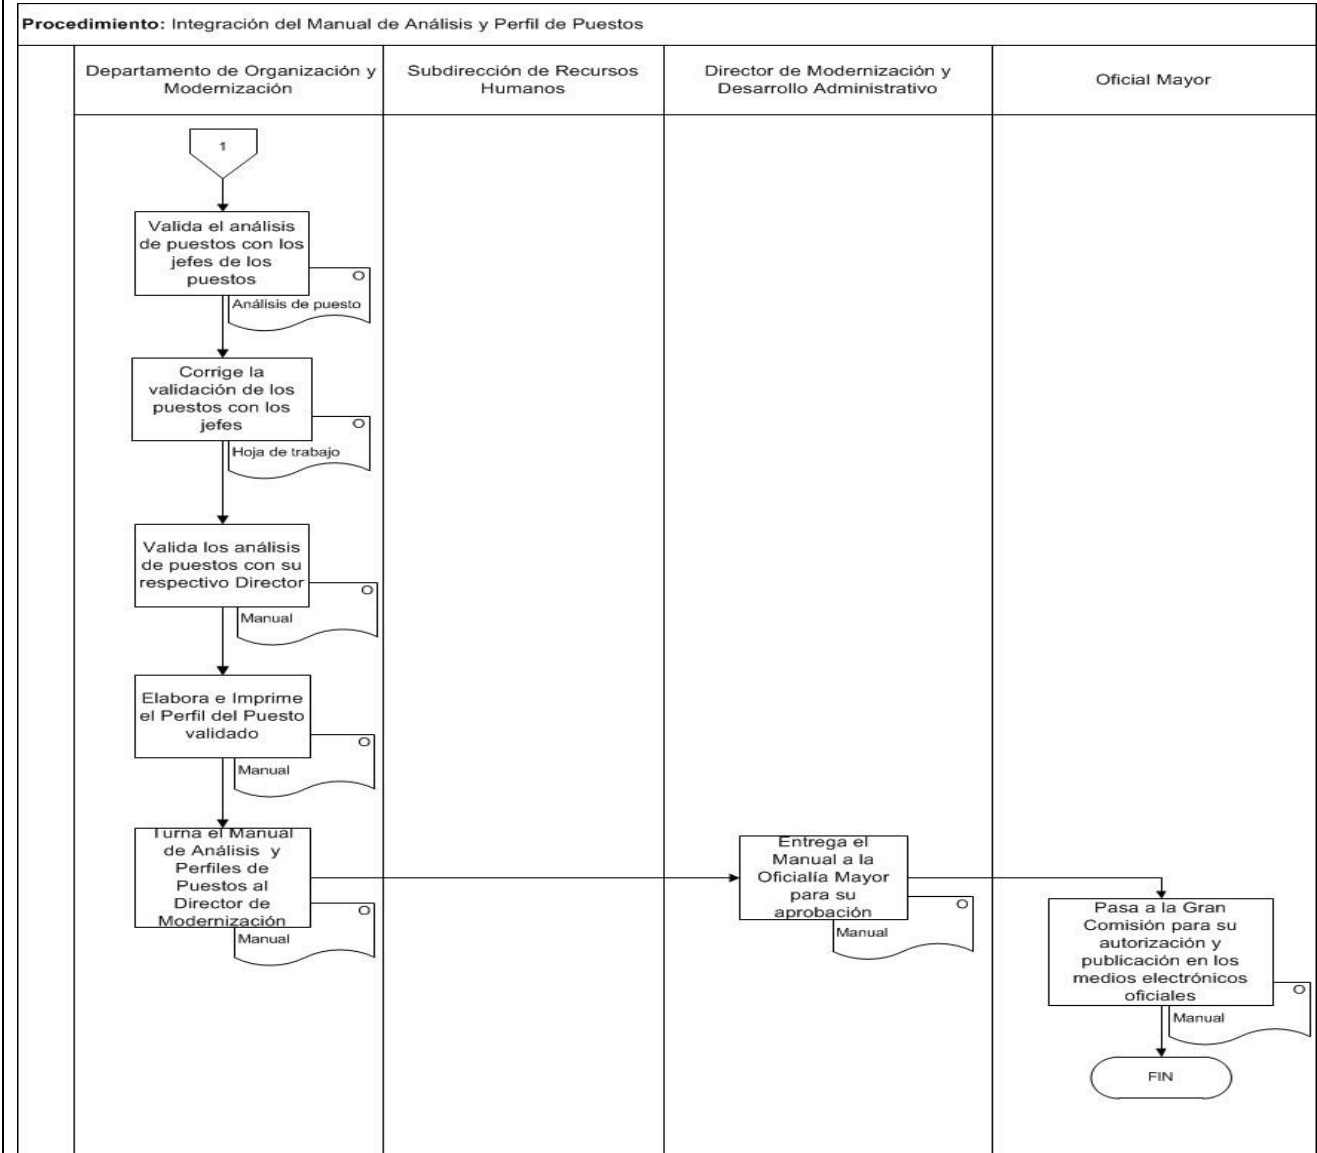 Procedimiento: Integración del Manual de Análisis y Perfil de Puestos
Departamento de Organización y
Modernización
Subdirección de Recursos
Humanos
Director de Modernización y
Desarrollo Administrativo
Oficial Mayor
1
Valida el análisis
de puestos con los
jefes de los
puestos
O
Análisis de puesto
Corrige la
validación de los
puestos con los
jefes
O
Hoja de trabajo
Valida los análisis
de puestos con su
respectivo Director
O
Manual
Elabora e Imprime
el Perfil del Puesto
validado
O
Manual
Turna el Manual
de Análisis y
Perfiles de
Puestos al
Director de
Modernización
O
Manual
Entrega el
Manual a la
Oficialía Mayor
para su
aprobación
O
Manual
Pasa a la Gran
Comisión para su
autorización y
publicación en los
medios electrónicos
oficiales
O
Manual
FIN